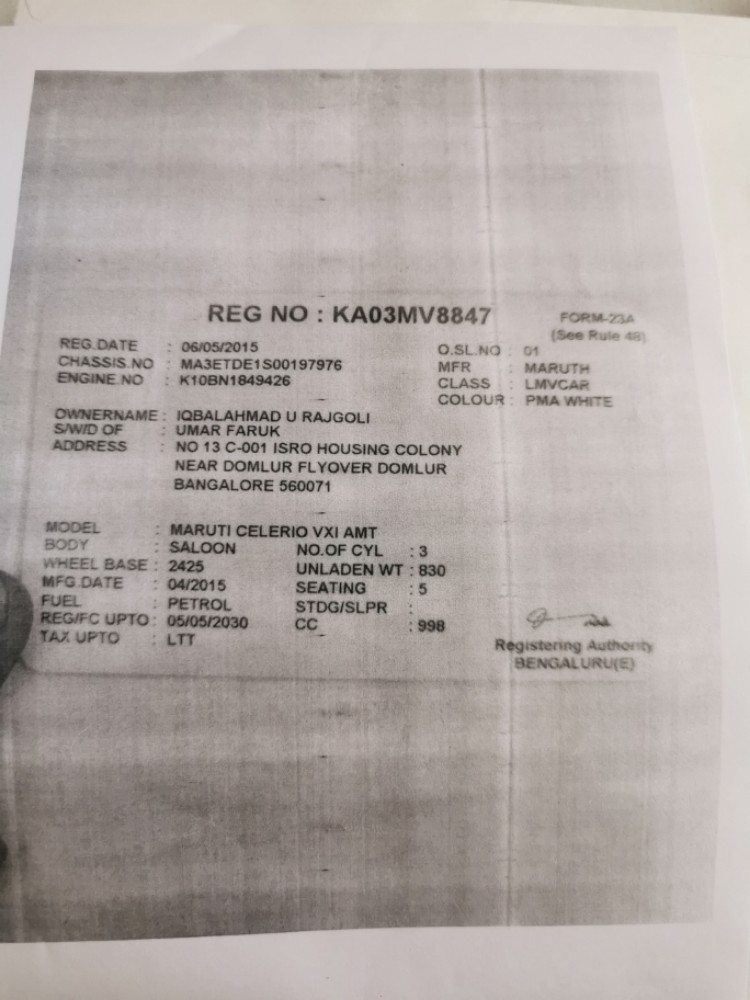 REG NO : KA03MV8847
FORM-23A
(See Rule 48)
REG.DATE : 06/05/2015
O.SL.NO : 01
CHASSIS.NO : MA3ETDE1S00197976
MFR : MARUTH
ENGINE.NO : K10BN1849426
CLASS : LMVCAR
COLOUR : PMA WHITE
OWNERNAME : IQBALAHMAD U RAJGOLI
S/W/D OF : UMAR FARUK
ADDRESS : NO 13 C-001 ISRO HOUSING COLONY
NEAR DOMLUR FLYOVER DOMLUR
BANGALORE 560071
MODEL : MARUTI CELERIO VXI AMT
BODY : SALOON NO.OF CYL : 3
WHEEL BASE : 2425 UNLADEN WT : 830
MFG.DATE : 04/2015 SEATING : 5
FUEL : PETROL STDG/SLPR :
REG/FC UPTO : 05/05/2030 CC : 998
TAX UPTO : LTT
Registering Authority
BENGALURU(E)